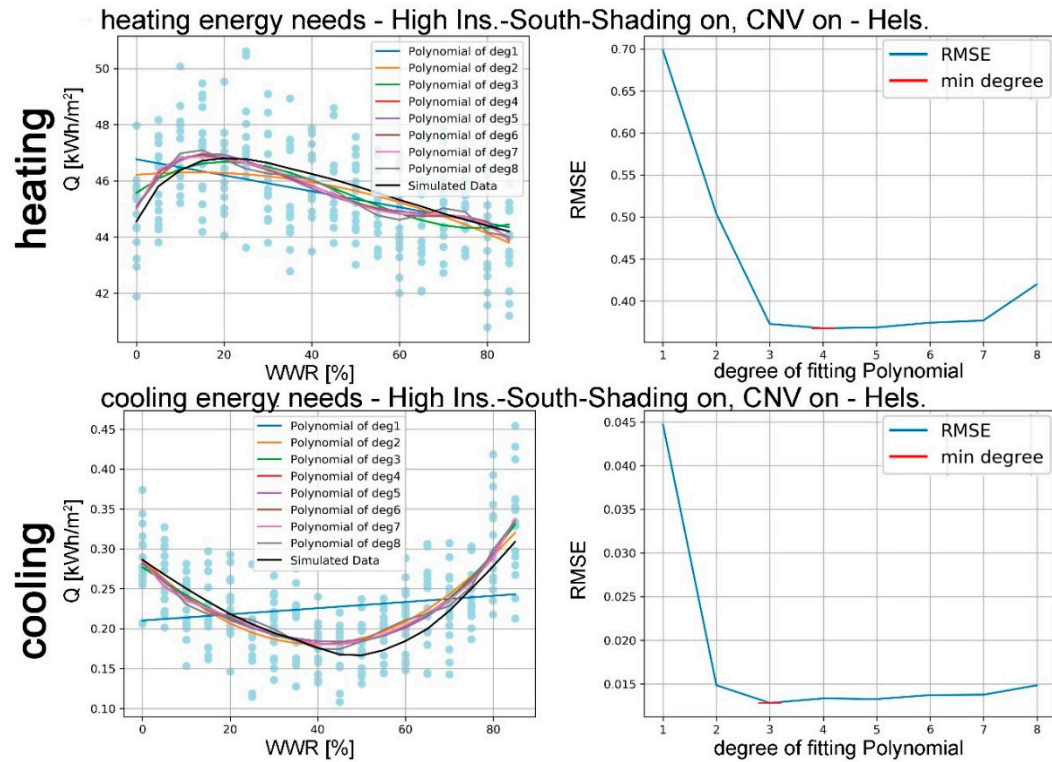 heating energy needs - High Ins.-South-Shading on, CNV on - Hels.
heating
Q [kWh/m²]
50
48
46
44
42
Polynomial of deg1
Polynomial of deg2
Polynomial of deg3
Polynomial of deg4
Polynomial of deg5
Polynomial of deg6
Polynomial of deg7
Polynomial of deg8
Simulated Data
0 20 40 60 80
WWR [%]
RMSE
0.70
0.65
0.60
0.55
0.50
0.45
0.40
RMSE
min degree
1 2 3 4 5 6 7 8
degree of fitting Polynomial
cooling energy needs - High Ins.-South-Shading on, CNV on - Hels.
cooling
Q [kWh/m²]
0.45
0.40
0.35
0.30
0.25
0.20
0.15
0.10
Polynomial of deg1
Polynomial of deg2
Polynomial of deg3
Polynomial of deg4
Polynomial of deg5
Polynomial of deg6
Polynomial of deg7
Polynomial of deg8
Simulated Data
0 20 40 60 80
WWR [%]
RMSE
0.045
0.040
0.035
0.030
0.025
0.020
0.015
RMSE
min degree
1 2 3 4 5 6 7 8
degree of fitting Polynomial